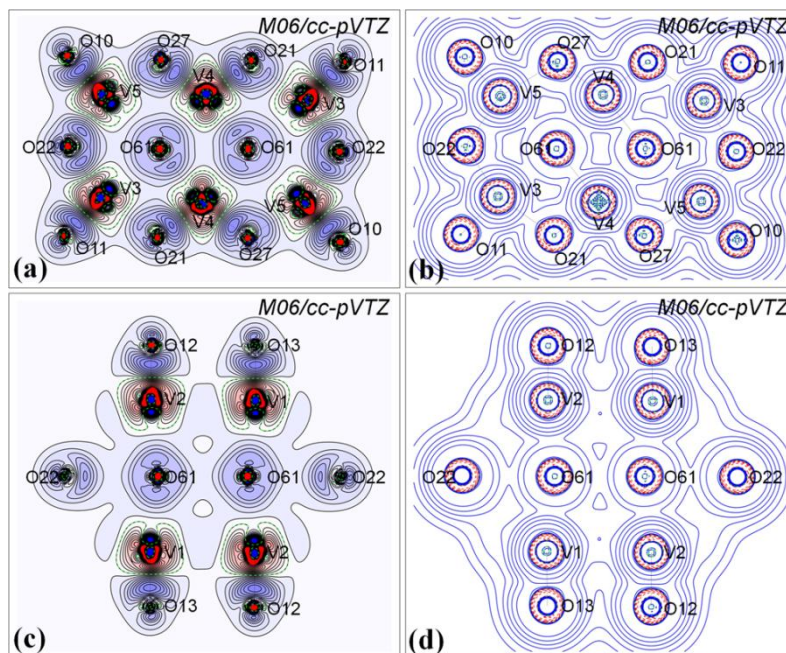 M06/cc-pVTZ
O10 O27 O21 O11
V5 V4 V3
O22 O61 O61 O22
V3 V4 V5
O11 O21 O27 O10
(a)
M06/cc-pVTZ
O10 O27 O21 O11
V5 V4 V3
O22 O61 O61 O22
V3 V4 V5
O11 O21 O27 O10
(b)
M06/cc-pVTZ
O12 O13
V2 V1
O22 O61 O61 O22
V1 V2
O13 O12
(c)
M06/cc-pVTZ
O12 O13
V2 V1
O22 O61 O61 O22
V1 V2
O13 O12
(d)